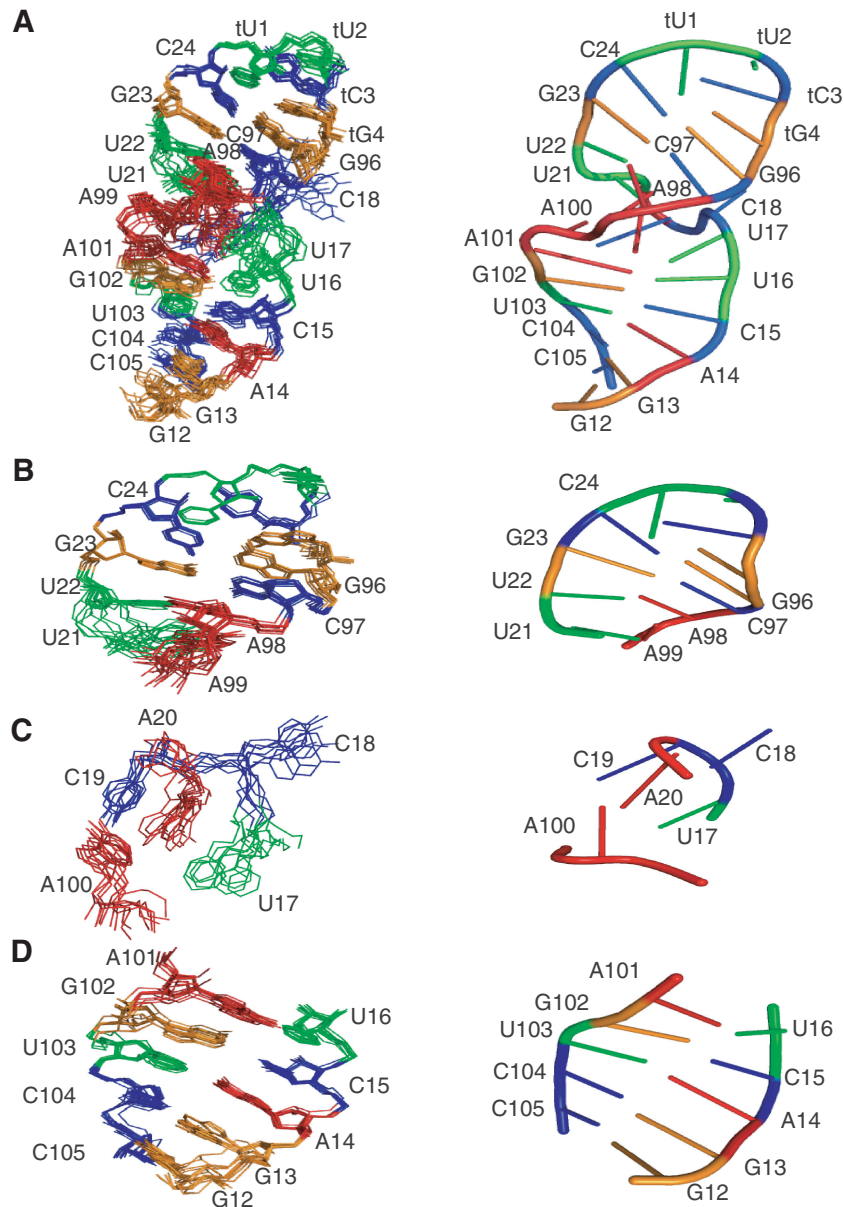 A
tU1
tU2
C24
G23
tC3
C97
tG4
U22
A98
G96
U21
A99
C18
A101
U17
G102
U16
U103
C15
C104
C105
A14
G13
G12
tU1
tU2
C24
tC3
G23
tG4
C97
U22
G96
U21
A98
C18
A100
U17
A101
G102
U16
U103
C15
C104
C105
A14
G13
G12
B
C24
G23
U22
G96
U21
A98
C97
A99
C24
G23
U22
G96
U21
A98
C97
A99
C
A20
C18
C19
A100
U17
C19
C18
A20
A100
U17
D
A101
G102
U16
U103
C104
C15
C105
A14
G13
G12
A101
G102
U103
U16
C104
C15
C105
A14
G13
G12